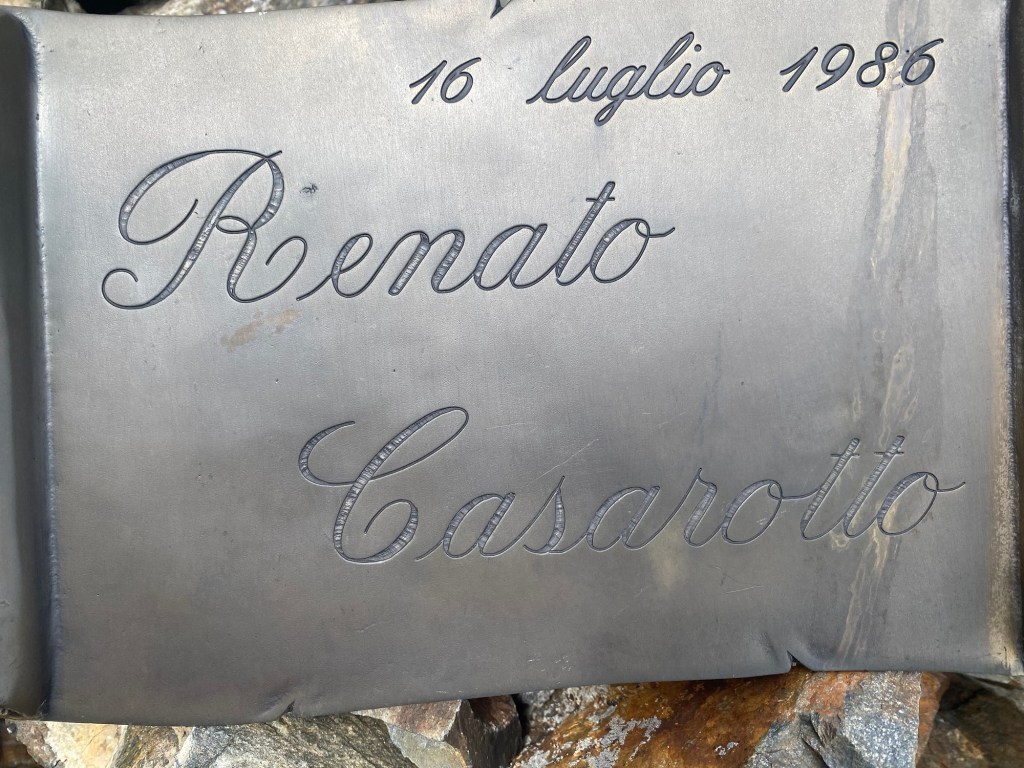 16 luglio 1986
Renato
Casarotto